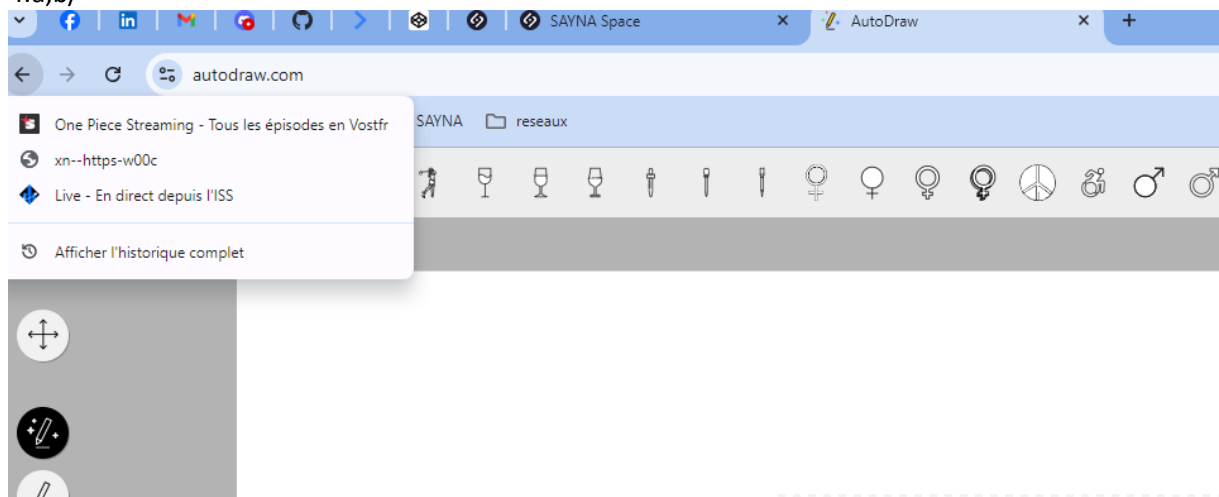 SAYNA Space
AutoDraw
autodraw.com
One Piece Streaming - Tous les épisodes en Vostfr
SAYNA
reseaux
xn--https-w00c
Live - En direct depuis l'ISS
Afficher l'historique complet